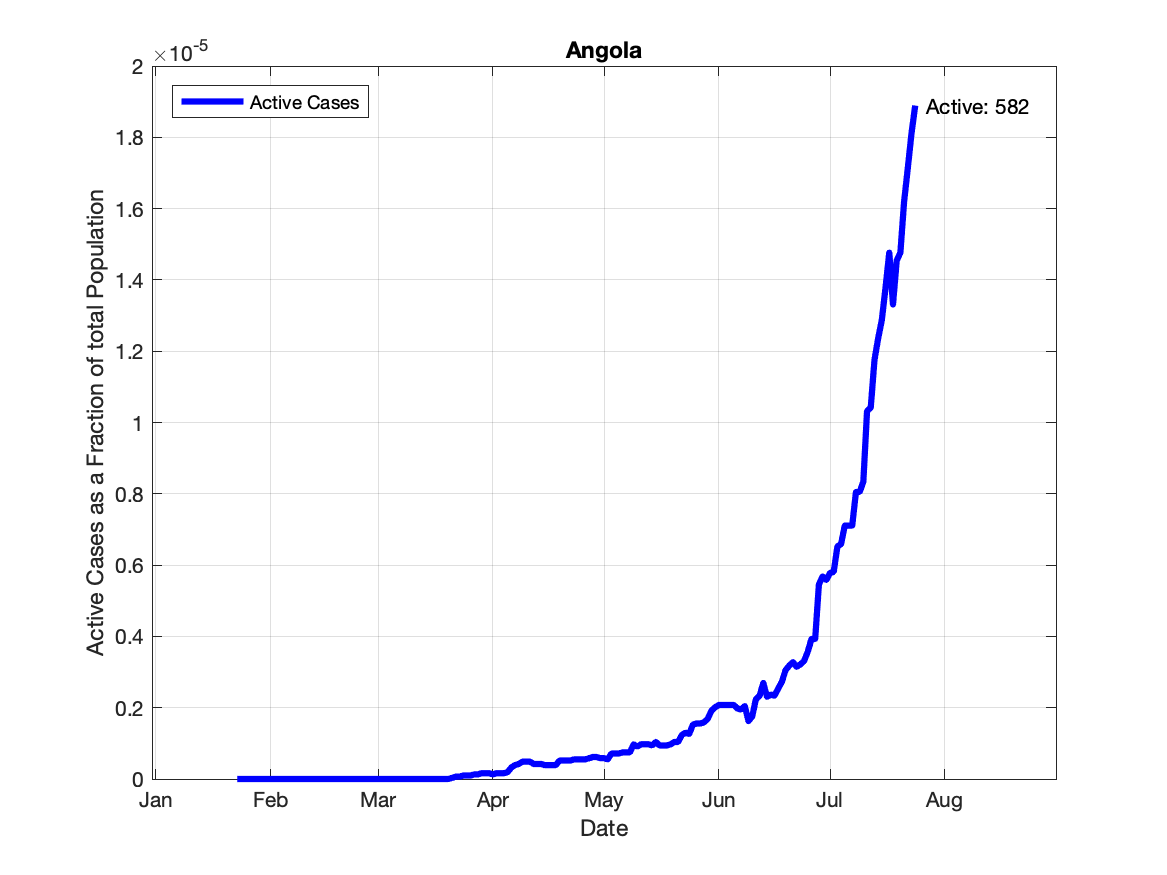 Angola
×10-5
2
1.8
1.6
1.4
1.2
1
0.8
0.6
0.4
0.2
0
Active Cases as a Fraction of total Population
Active Cases
Active: 582
Jan Feb Mar Apr May Jun Jul Aug
Date